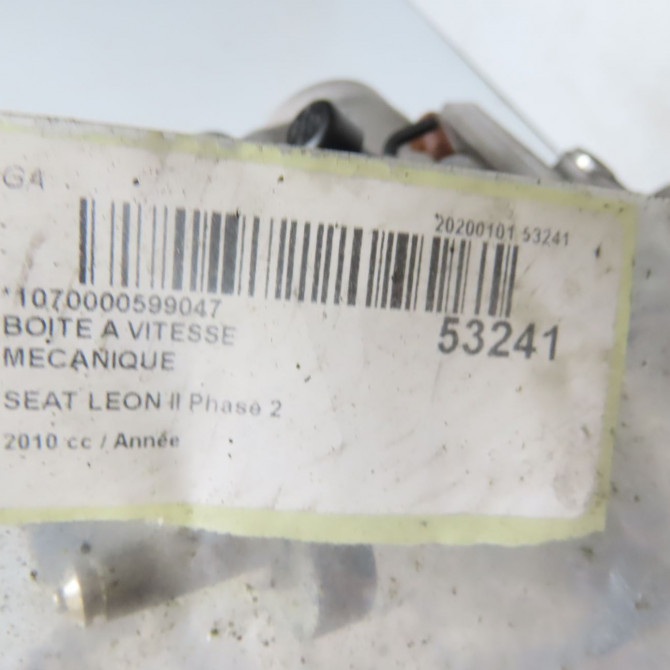 G4
20200101 53241
*1070000599047
53241
BOITE A VITESSE
MECANIQUE
SEAT LEON II Phase 2
2010 cc / Année